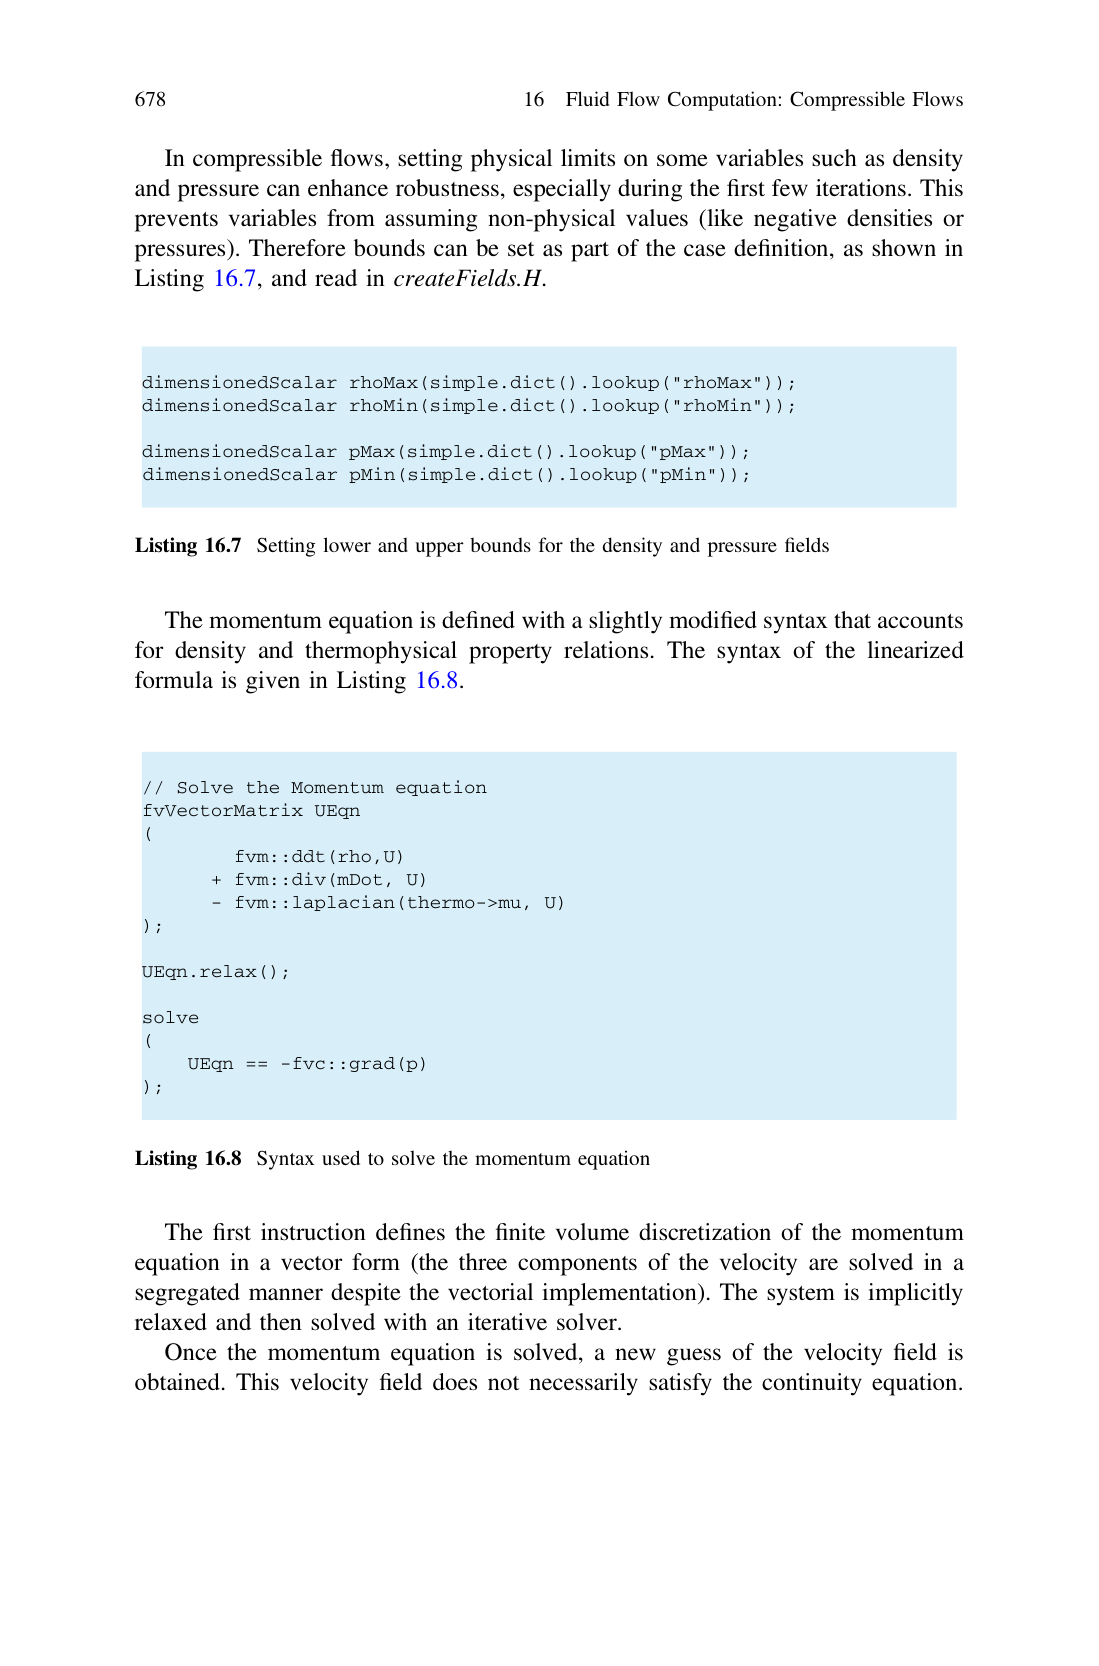 678 16 Fluid Flow Computation: Compressible Flows
In compressible flows, setting physical limits on some variables such as density
and pressure can enhance robustness, especially during the first few iterations. This
prevents variables from assuming non-physical values (like negative densities or
pressures). Therefore bounds can be set as part of the case definition, as shown in
Listing 16.7, and read in createFields.H.
dimensionedScalar rhoMax(simple.dict().lookup("rhoMax"));
dimensionedScalar rhoMin(simple.dict().lookup("rhoMin"));
dimensionedScalar pMax(simple.dict().lookup("pMax"));
dimensionedScalar pMin(simple.dict().lookup("pMin"));
Listing 16.7 Setting lower and upper bounds for the density and pressure fields
The momentum equation is defined with a slightly modified syntax that accounts
for density and thermophysical property relations. The syntax of the linearized
formula is given in Listing 16.8.
// Solve the Momentum equation
fvVectorMatrix UEqn
(
fvm::ddt(rho,U)
+ fvm::div(mDot, U)
- fvm::laplacian(thermo->mu, U)
);
UEqn.relax();
solve
(
UEqn == -fvc::grad(p)
);
Listing 16.8 Syntax used to solve the momentum equation
The first instruction defines the finite volume discretization of the momentum
equation in a vector form (the three components of the velocity are solved in a
segregated manner despite the vectorial implementation). The system is implicitly
relaxed and then solved with an iterative solver.
Once the momentum equation is solved, a new guess of the velocity field is
obtained. This velocity field does not necessarily satisfy the continuity equation.